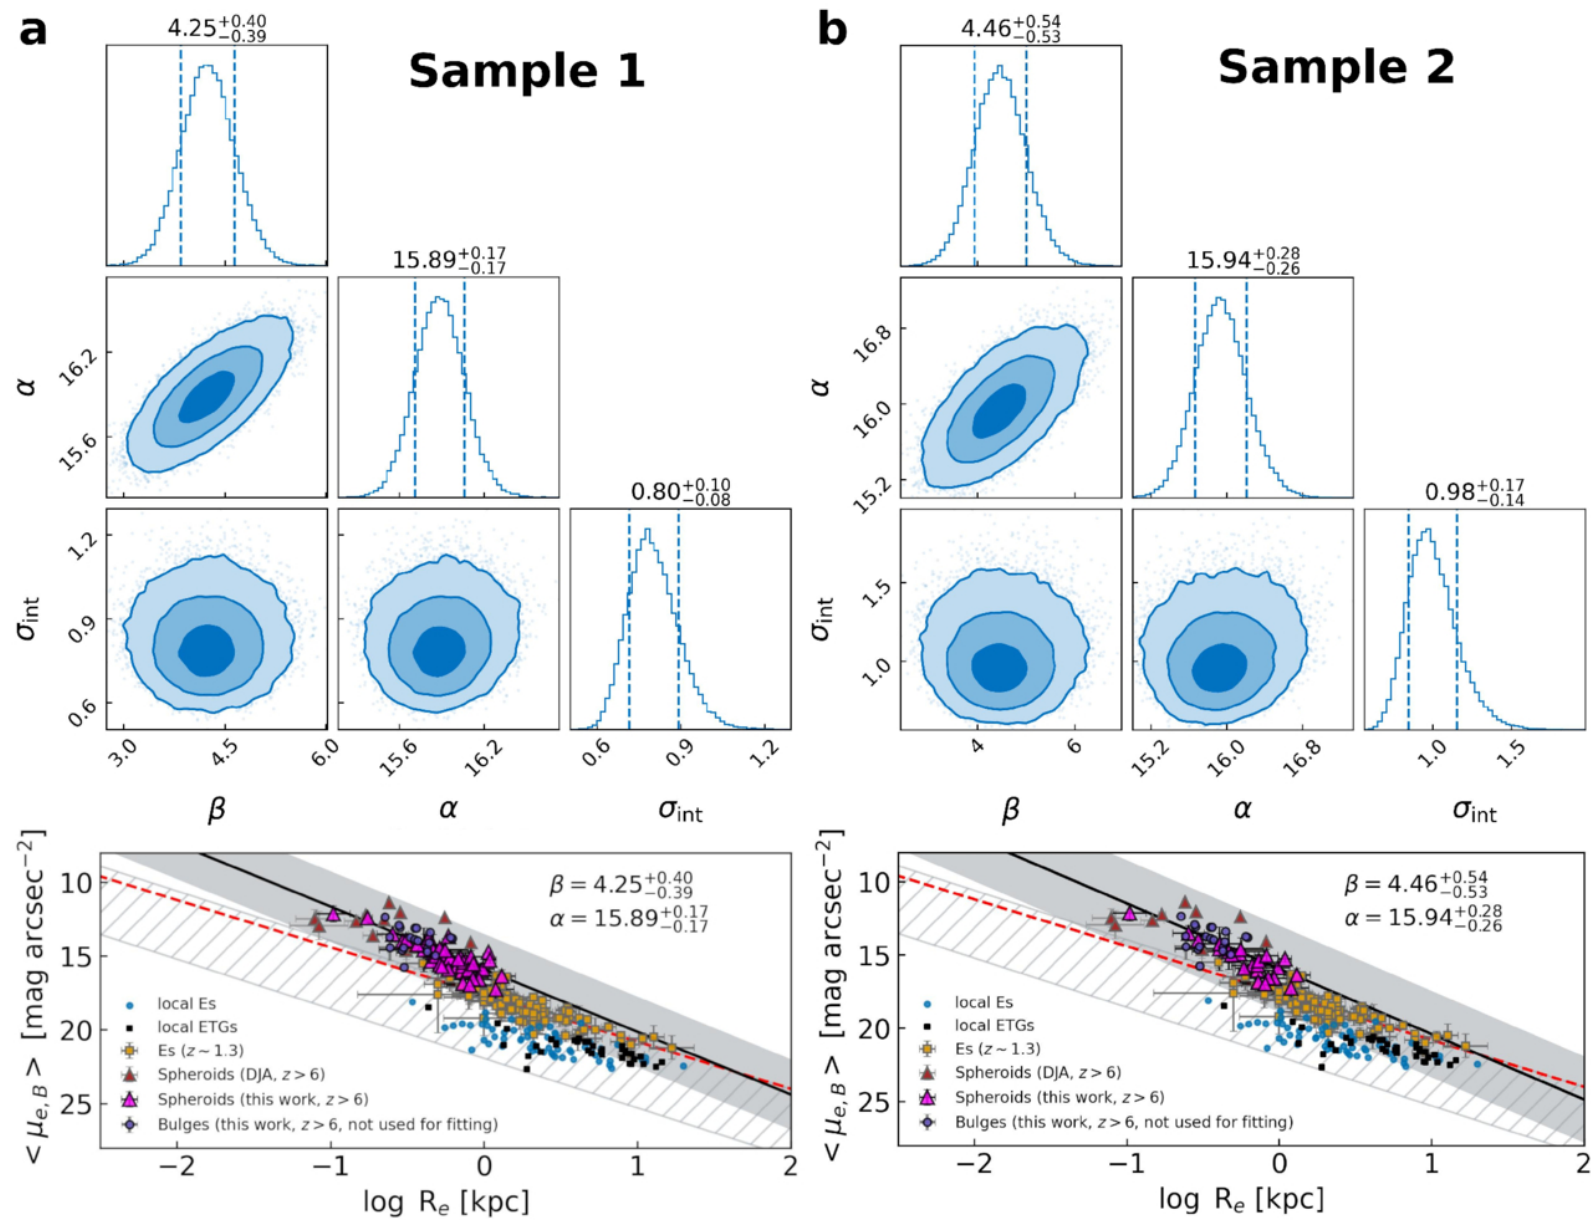 a
b
4.25+0.40−0.39
4.46+0.54−0.53
Sample 1
Sample 2
15.89+0.17−0.17
15.94+0.28−0.26
α
16.2
15.6
α
16.8
16.0
15.2
0.80+0.10−0.08
0.98+0.17−0.14
σint
1.2
0.9
0.6
σint
1.5
1.0
3.0 4.5 6.0
15.6 16.2
0.6 0.9 1.2
4 6
15.2 16.0 16.8
1.0 1.5
β
α
σint
β
α
σint
< μe,B > [mag arcsec−2]
10
15
20
25
β = 4.25+0.40−0.39
α = 15.89+0.17−0.17
local Es
local ETGs
Es (z ~ 1.3)
Spheroids (DJA, z > 6)
Spheroids (this work, z > 6)
Bulges (this work, z > 6, not used for fitting)
−2 −1 0 1 2
log Re [kpc]
< μe,B > [mag arcsec−2]
10
15
20
25
β = 4.46+0.54−0.53
α = 15.94+0.28−0.26
local Es
local ETGs
Es (z ~ 1.3)
Spheroids (DJA, z > 6)
Spheroids (this work, z > 6)
Bulges (this work, z > 6, not used for fitting)
−2 −1 0 1 2
log Re [kpc]